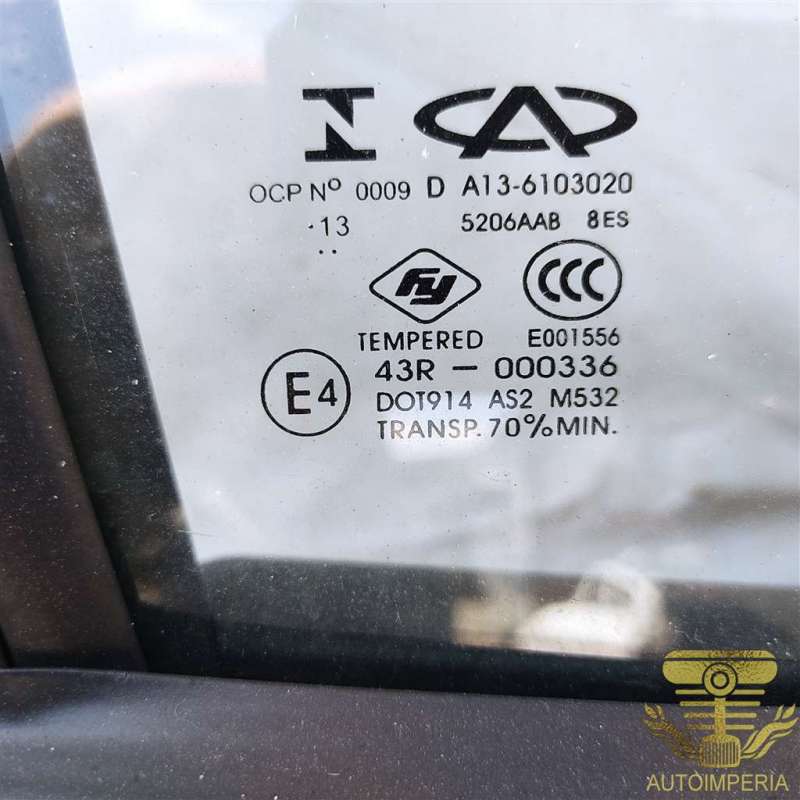 N
OCP Nº 0009 D A13-6103020
·13 5206AAB 8ES
..
FY CCC
TEMPERED E001556
E4 43R — 000336
DOT914 AS2 M532
TRANSP. 70% MIN.
AUTOIMPERIA